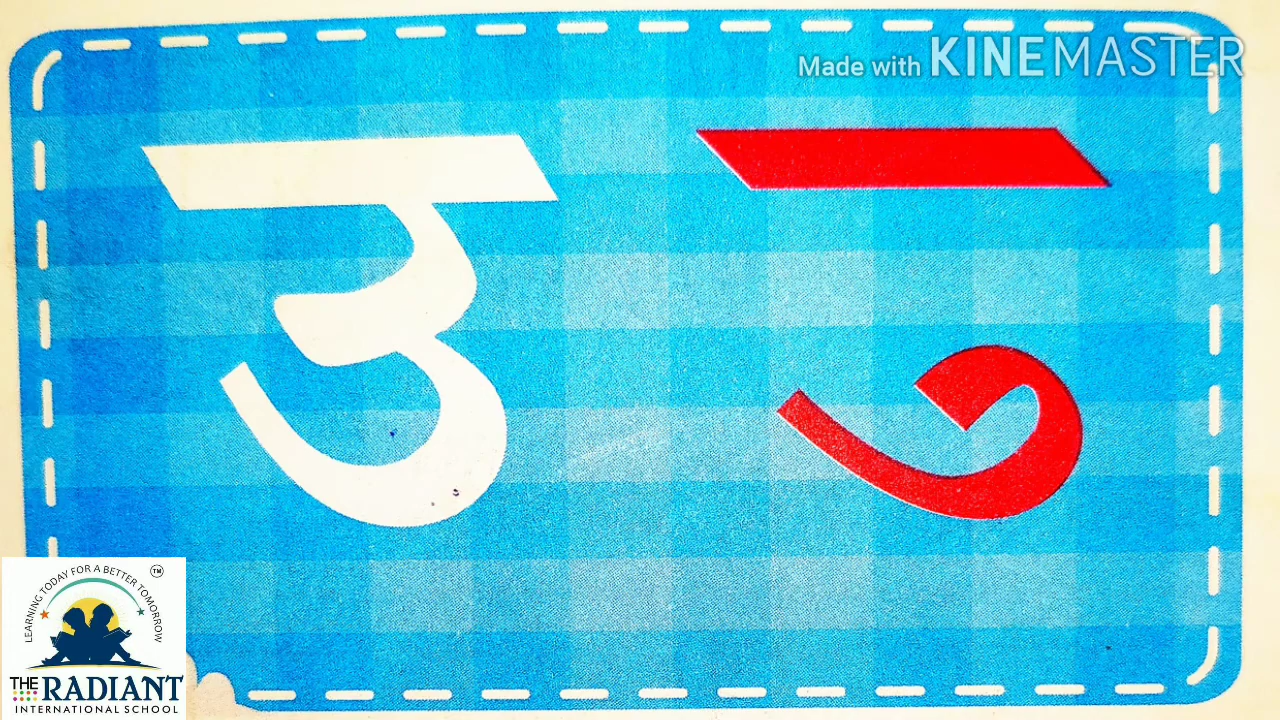 Made with KINEMASTER
उ ु
LEARNING TODAY FOR A BETTER TOMORROW
TM
THE RADIANT
INTERNATIONAL SCHOOL